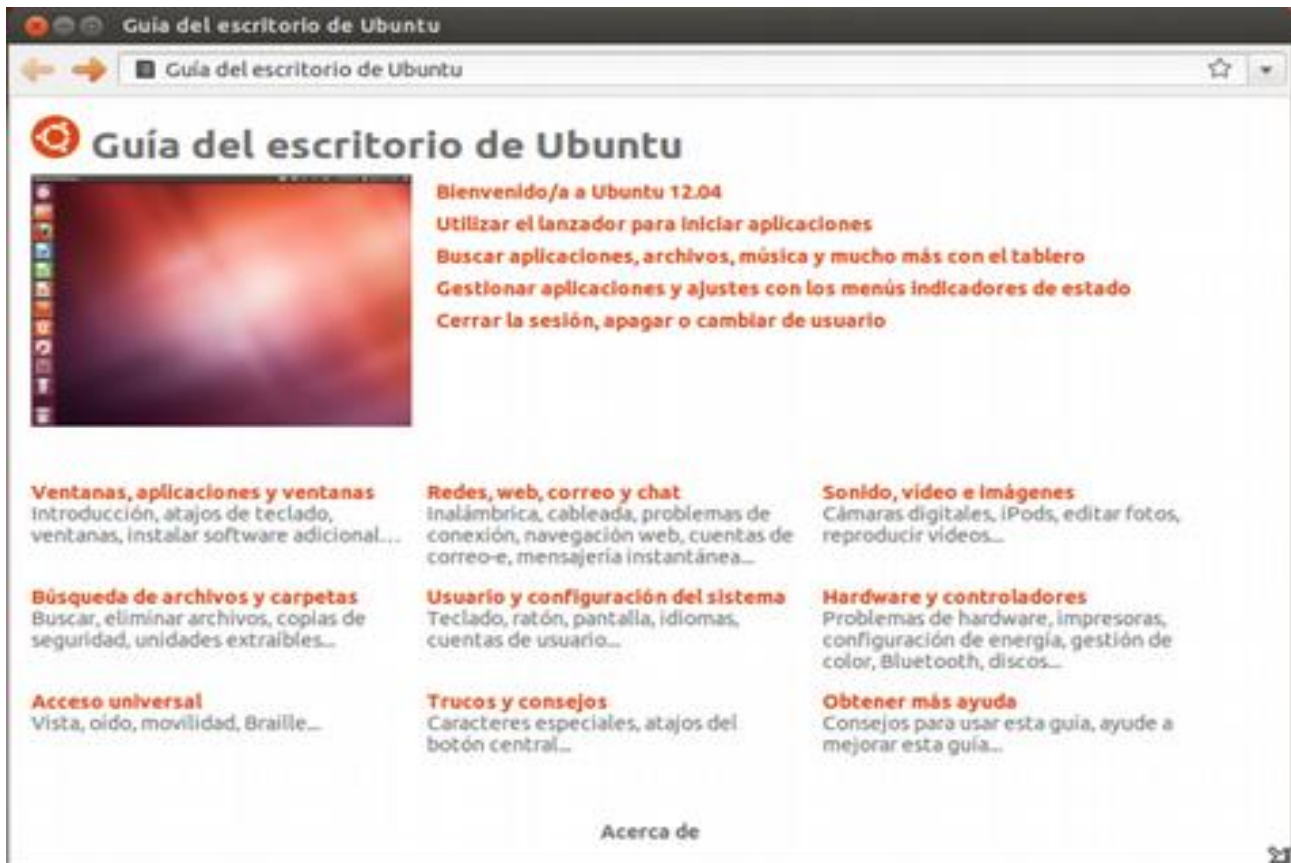 Guía del escritorio de Ubuntu
Guía del escritorio de Ubuntu
Guía del escritorio de Ubuntu
Bienvenido/a a Ubuntu 12.04
Utilizar el lanzador para iniciar aplicaciones
Buscar aplicaciones, archivos, música y mucho más con el tablero
Gestionar aplicaciones y ajustes con los menús indicadores de estado
Cerrar la sesión, apagar o cambiar de usuario
Ventanas, aplicaciones y ventanas
Introducción, atajos de teclado,
ventanas, instalar software adicional...
Redes, web, correo y chat
Inalámbrica, cableada, problemas de
conexión, navegación web, cuentas de
correo-e, mensajería instantánea...
Sonido, vídeo e imágenes
Cámaras digitales, iPods, editar fotos,
reproducir vídeos...
Búsqueda de archivos y carpetas
Buscar, eliminar archivos, copias de
seguridad, unidades extraíbles...
Usuario y configuración del sistema
Teclado, ratón, pantalla, idiomas,
cuentas de usuario...
Hardware y controladores
Problemas de hardware, impresoras,
configuración de energía, gestión de
color, Bluetooth, discos...
Acceso universal
Vista, oído, movilidad, Braille...
Trucos y consejos
Caracteres especiales, atajos del
botón central...
Obtener más ayuda
Consejos para usar esta guía, ayude a
mejorar esta guía...
Acerca de